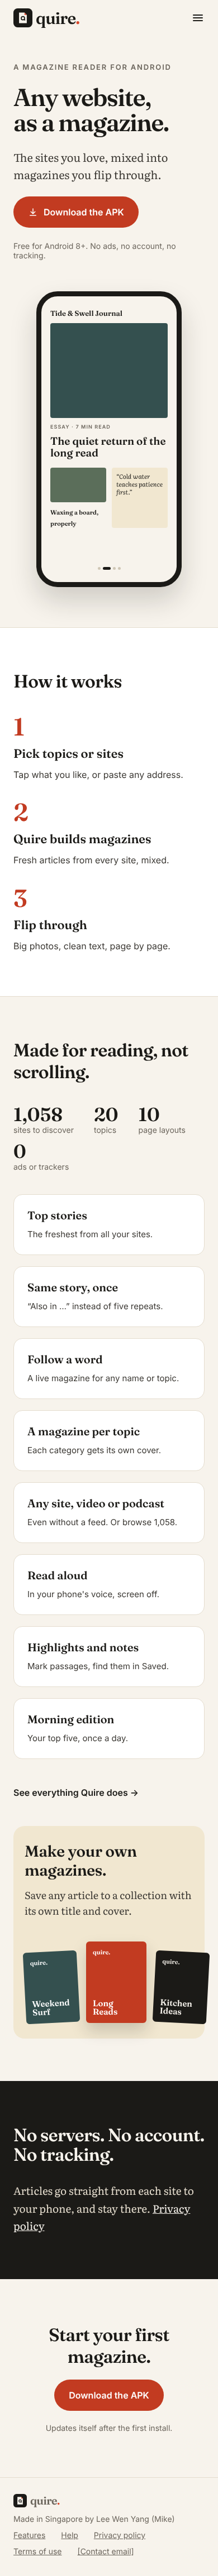 quire.
A MAGAZINE READER FOR ANDROID
Any website,
as a magazine.
The sites you love, mixed into
magazines you flip through.
Download the APK
Free for Android 8+. No ads, no account, no
tracking.
Tide & Swell Journal
ESSAY · 7 MIN READ
The quiet return of the
long read
Waxing a board,
properly
“Cold water
teaches patience
first.”
How it works
1
Pick topics or sites
Tap what you like, or paste any address.
2
Quire builds magazines
Fresh articles from every site, mixed.
3
Flip through
Big photos, clean text, page by page.
Made for reading, not
scrolling.
1,058
sites to discover
20
topics
10
page layouts
0
ads or trackers
Top stories
The freshest from all your sites.
Same story, once
“Also in …” instead of five repeats.
Follow a word
A live magazine for any name or topic.
A magazine per topic
Each category gets its own cover.
Any site, video or podcast
Even without a feed. Or browse 1,058.
Read aloud
In your phone's voice, screen off.
Highlights and notes
Mark passages, find them in Saved.
Morning edition
Your top five, once a day.
See everything Quire does →
Make your own
magazines.
Save any article to a collection with
its own title and cover.
quire.
Weekend
Surf
quire.
Long
Reads
quire.
Kitchen
Ideas
No servers. No account.
No tracking.
Articles go straight from each site to
your phone, and stay there. Privacy
policy
Start your first
magazine.
Download the APK
Updates itself after the first install.
quire.
Made in Singapore by Lee Wen Yang (Mike)
Features Help Privacy policy
Terms of use [Contact email]